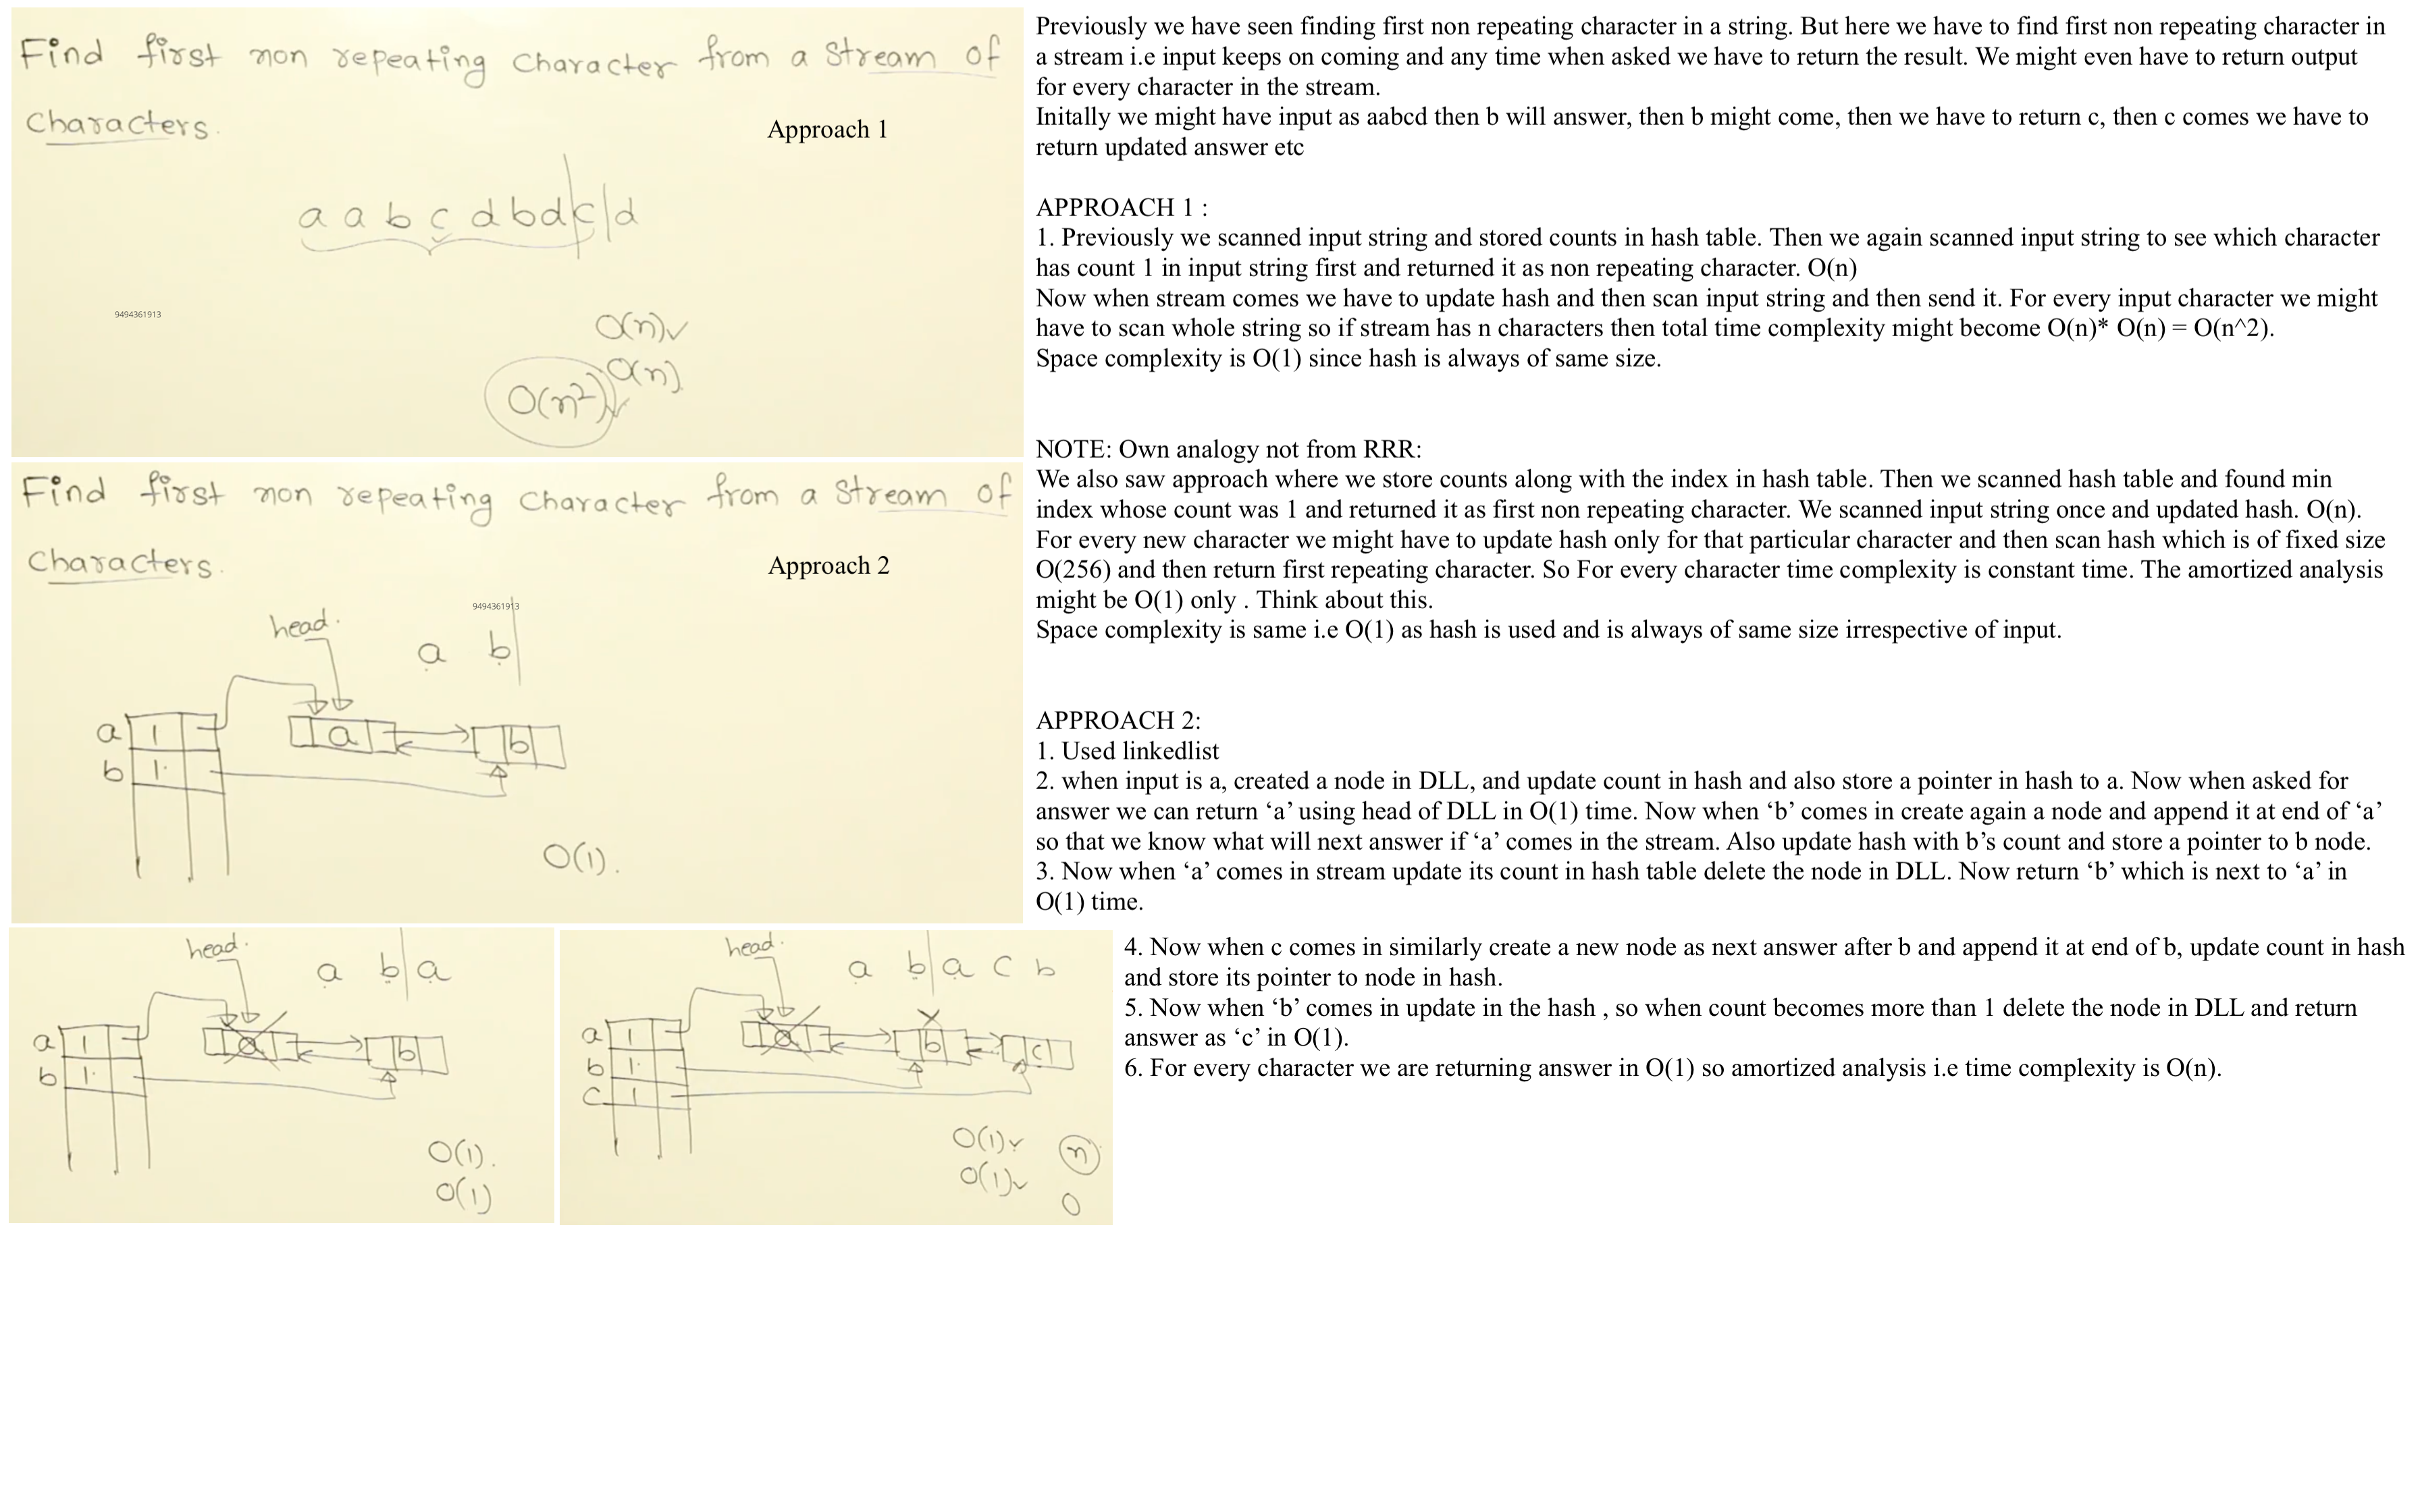 Find first non repeating character from a stream of
Characters.
Approach 1
a a b c d b d c d
9494361913
O(n)
O(n)
O(n²)
Previously we have seen finding first non repeating character in a string. But here we have to find first non repeating character in
a stream i.e input keeps on coming and any time when asked we have to return the result. We might even have to return output
for every character in the stream.
Initally we might have input as aabcd then b will answer, then b might come, then we have to return c, then c comes we have to
return updated answer etc
APPROACH 1 :
1. Previously we scanned input string and stored counts in hash table. Then we again scanned input string to see which character
has count 1 in input string first and returned it as non repeating character. O(n)
Now when stream comes we have to update hash and then scan input string and then send it. For every input character we might
have to scan whole string so if stream has n characters then total time complexity might become O(n)* O(n) = O(n^2).
Space complexity is O(1) since hash is always of same size.
NOTE: Own analogy not from RRR:
We also saw approach where we store counts along with the index in hash table. Then we scanned hash table and found min
index whose count was 1 and returned it as first non repeating character. We scanned input string once and updated hash. O(n).
For every new character we might have to update hash only for that particular character and then scan hash which is of fixed size
O(256) and then return first repeating character. So For every character time complexity is constant time. The amortized analysis
might be O(1) only . Think about this.
Space complexity is same i.e O(1) as hash is used and is always of same size irrespective of input.
Find first non repeating character from a stream of
Characters.
Approach 2
9494361913
head.
a b
a 1
b 1
a b
O(1).
APPROACH 2:
1. Used linkedlist
2. when input is a, created a node in DLL, and update count in hash and also store a pointer in hash to a. Now when asked for
answer we can return ‘a’ using head of DLL in O(1) time. Now when ‘b’ comes in create again a node and append it at end of ‘a’
so that we know what will next answer if ‘a’ comes in the stream. Also update hash with b’s count and store a pointer to b node.
3. Now when ‘a’ comes in stream update its count in hash table delete the node in DLL. Now return ‘b’ which is next to ‘a’ in
O(1) time.
head.
a b a
a 1
b 1
a b
O(1).
O(1)
head.
a b a c b
a 1
b 1
c 1
a b c
O(1)
O(1)
n
0
4. Now when c comes in similarly create a new node as next answer after b and append it at end of b, update count in hash
and store its pointer to node in hash.
5. Now when ‘b’ comes in update in the hash , so when count becomes more than 1 delete the node in DLL and return
answer as ‘c’ in O(1).
6. For every character we are returning answer in O(1) so amortized analysis i.e time complexity is O(n).